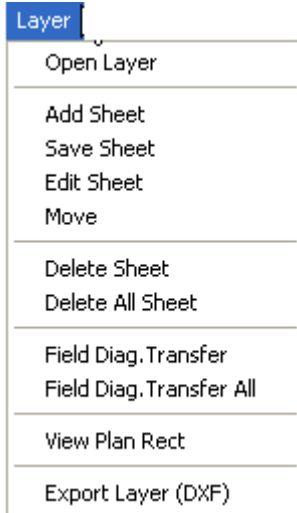 Layer
Open Layer
Add Sheet
Save Sheet
Edit Sheet
Move
Delete Sheet
Delete All Sheet
Field Diag.Transfer
Field Diag.Transfer All
View Plan Rect
Export Layer (DXF)